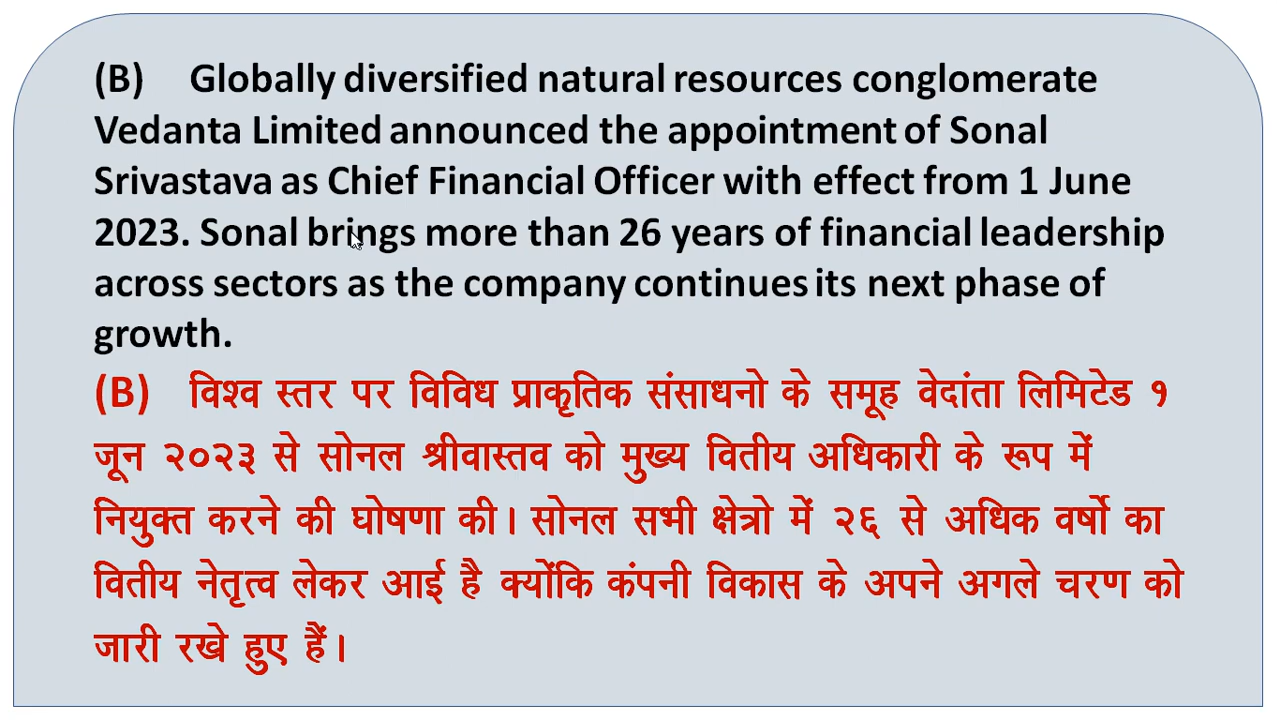 (B) Globally diversified natural resources conglomerate
Vedanta Limited announced the appointment of Sonal
Srivastava as Chief Financial Officer with effect from 1 June
2023. Sonal brings more than 26 years of financial leadership
across sectors as the company continues its next phase of
growth.
(B) विश्व स्तर पर विविध प्राकृतिक संसाधनो के समूह वेदांता लिमिटेड १
जून २०२३ से सोनल श्रीवास्तव को मुख्य वितीय अधिकारी के रूप में
नियुक्त करने की घोषणा की। सोनल सभी क्षेत्रो में २६ से अधिक वर्षो का
वितीय नेतृत्व लेकर आई है क्योंकि कंपनी विकास के अपने अगले चरण को
जारी रखे हुए हैं।